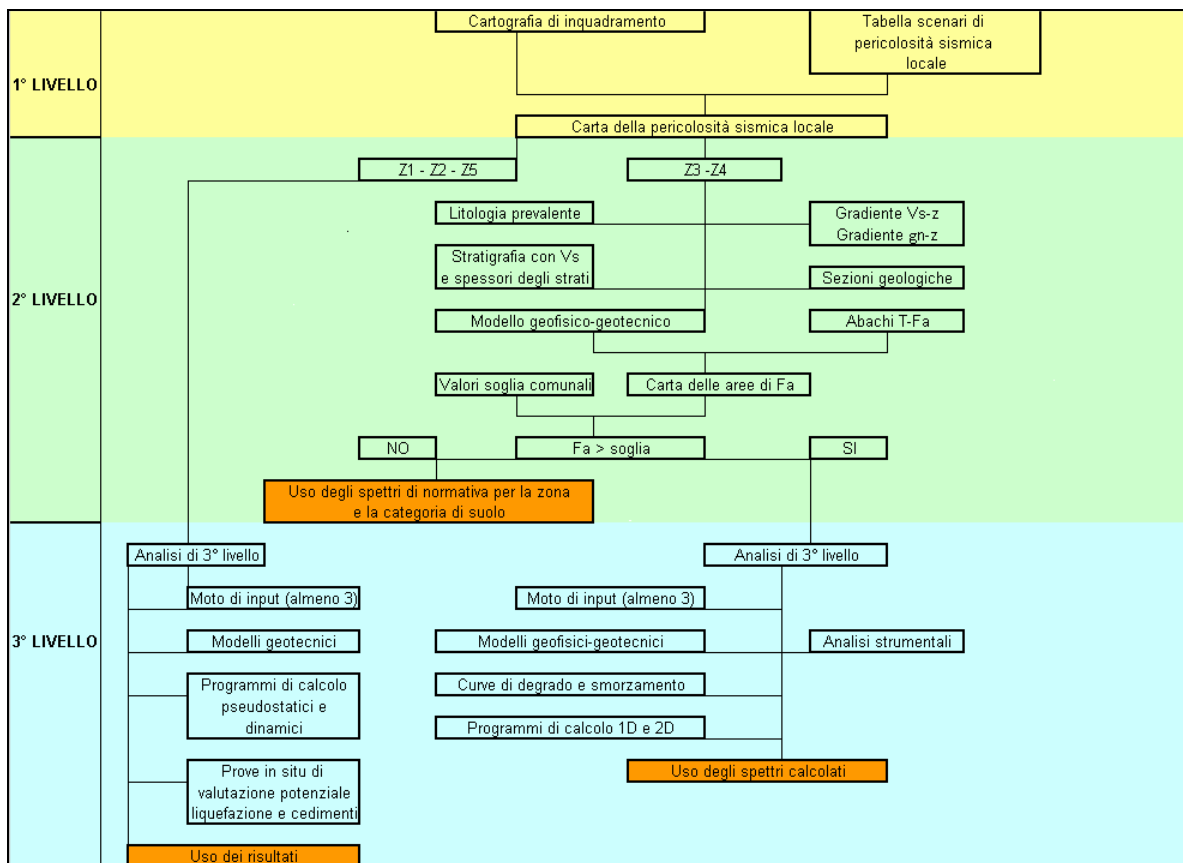 Cartografia di inquadramento
Tabella scenari di
pericolosità sismica
locale
1° LIVELLO
Carta della pericolosità sismica locale
Z1 - Z2 - Z5
Z3 -Z4
Litologia prevalente
Gradiente Vs-z
Gradiente gn-z
Stratigrafia con Vs
e spessori degli strati
Sezioni geologiche
2° LIVELLO
Modello geofisico-geotecnico
Abachi T-Fa
Valori soglia comunali
Carta delle aree di Fa
NO
Fa > soglia
SI
Uso degli spettri di normativa per la zona
e la categoria di suolo
Analisi di 3° livello
Analisi di 3° livello
Moto di input (almeno 3)
Moto di input (almeno 3)
3° LIVELLO
Modelli geotecnici
Modelli geofisici-geotecnici
Analisi strumentali
Programmi di calcolo
pseudostatici e
dinamici
Curve di degrado e smorzamento
Programmi di calcolo 1D e 2D
Prove in situ di
valutazione potenziale
liquefazione e cedimenti
Uso degli spettri calcolati
Uso dei risultati